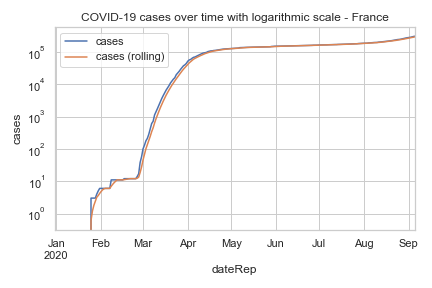 COVID-19 cases over time with logarithmic scale - France
cases
cases (rolling)
10^5
10^4
10^3
10^2
10^1
10^0
cases
Jan Feb Mar Apr May Jun Jul Aug Sep
2020
dateRep